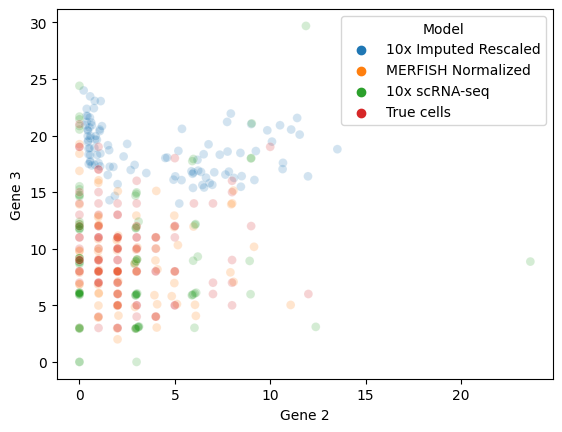 Model
10x Imputed Rescaled
MERFISH Normalized
10x scRNA-seq
True cells
30
25
20
15
10
5
0
Gene 3
0 5 10 15 20
Gene 2